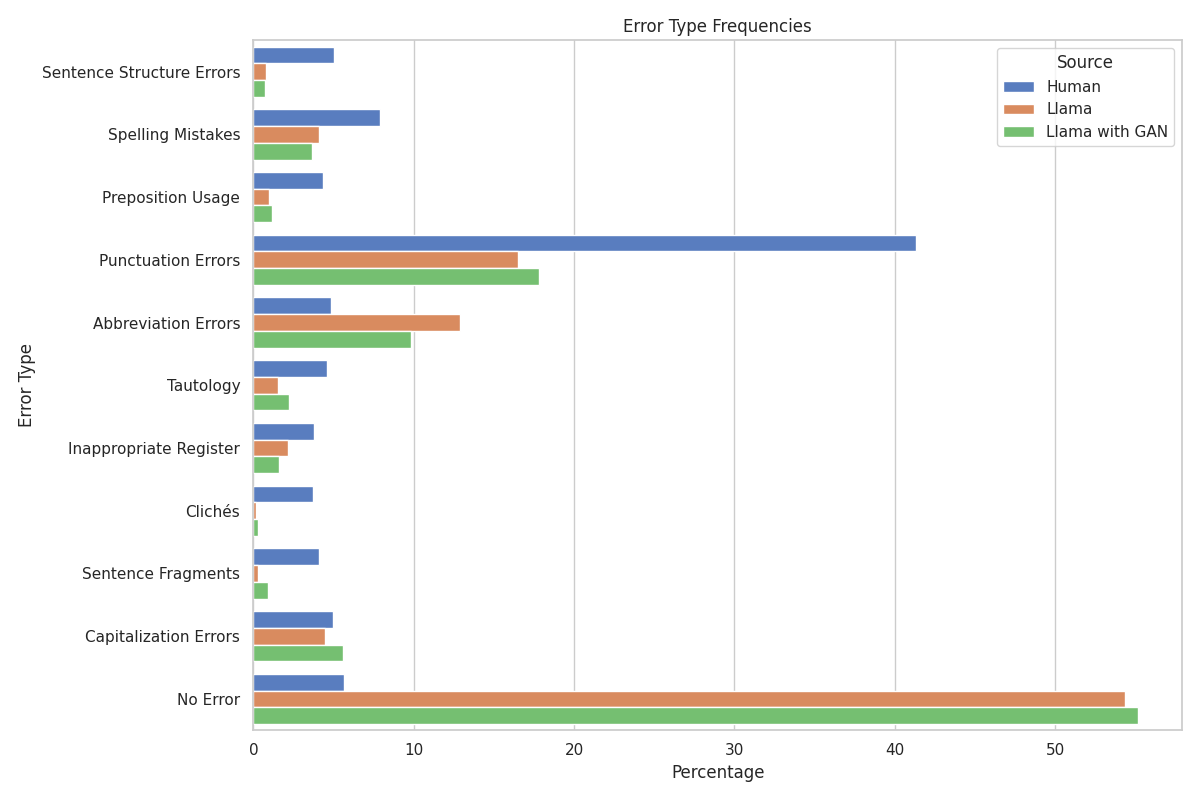 Error Type Frequencies
Source
Human
Llama
Llama with GAN
Error Type
Sentence Structure Errors
Spelling Mistakes
Preposition Usage
Punctuation Errors
Abbreviation Errors
Tautology
Inappropriate Register
Clichés
Sentence Fragments
Capitalization Errors
No Error
0 10 20 30 40 50
Percentage